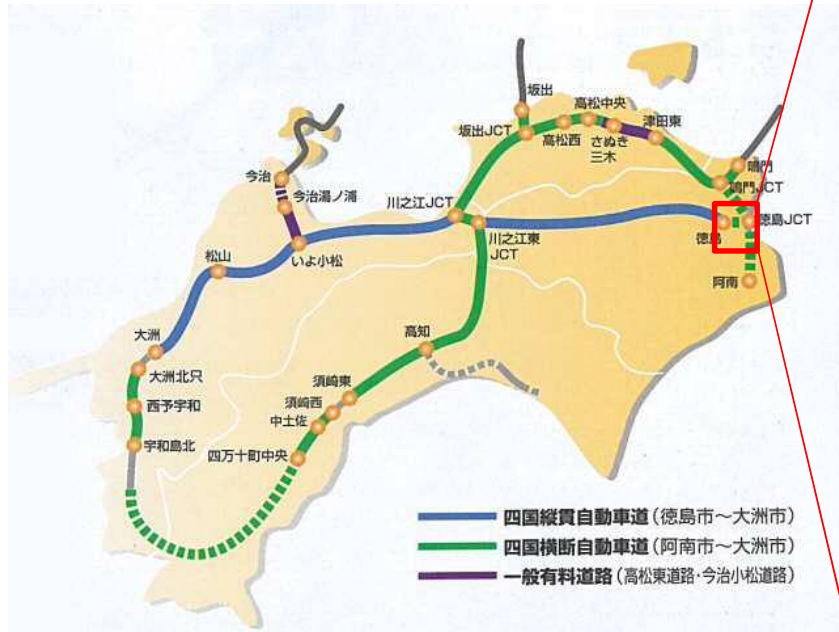 坂出
高松中央
坂出JCT
高松西
さぬき
三木
津田東
鳴門
鳴門JCT
今治
今治湯ノ浦
川之江JCT
徳島
徳島JCT
川之江東
JCT
松山
いよ小松
阿南
大洲
高知
大洲北只
須崎東
西予宇和
須崎西
中土佐
宇和島北
四万十町中央
四国縦貫自動車道(徳島市～大洲市)
四国横断自動車道(阿南市～大洲市)
一般有料道路(高松東道路・今治小松道路)